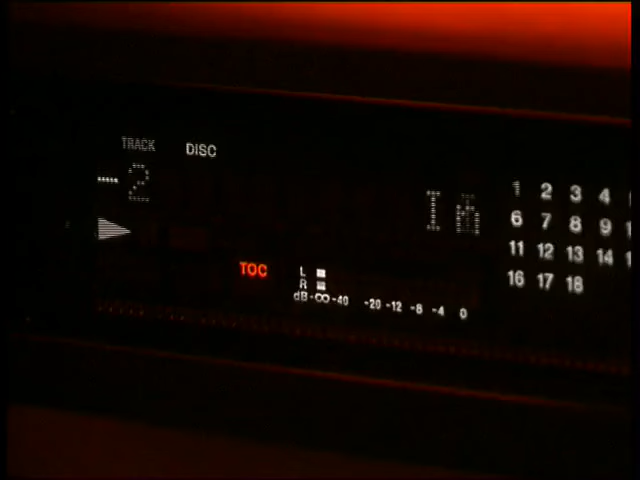 TRACK DISC
-2
1 2 3 4
6 7 8 9
11 12 13 14
16 17 18
TOC
L
R
dB-∞-40 -20-12 -8 -4 0